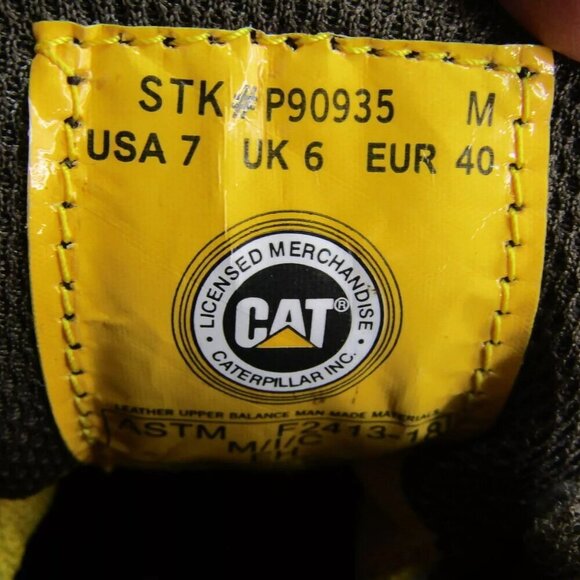 STK# P90935 M
USA 7 UK 6 EUR 40
· LICENSED MERCHANDISE ·
CAT®
CATERPILLAR INC.
LEATHER UPPER BALANCE MAN MADE MATERIALS
ASTM F2413-18
M/I/C